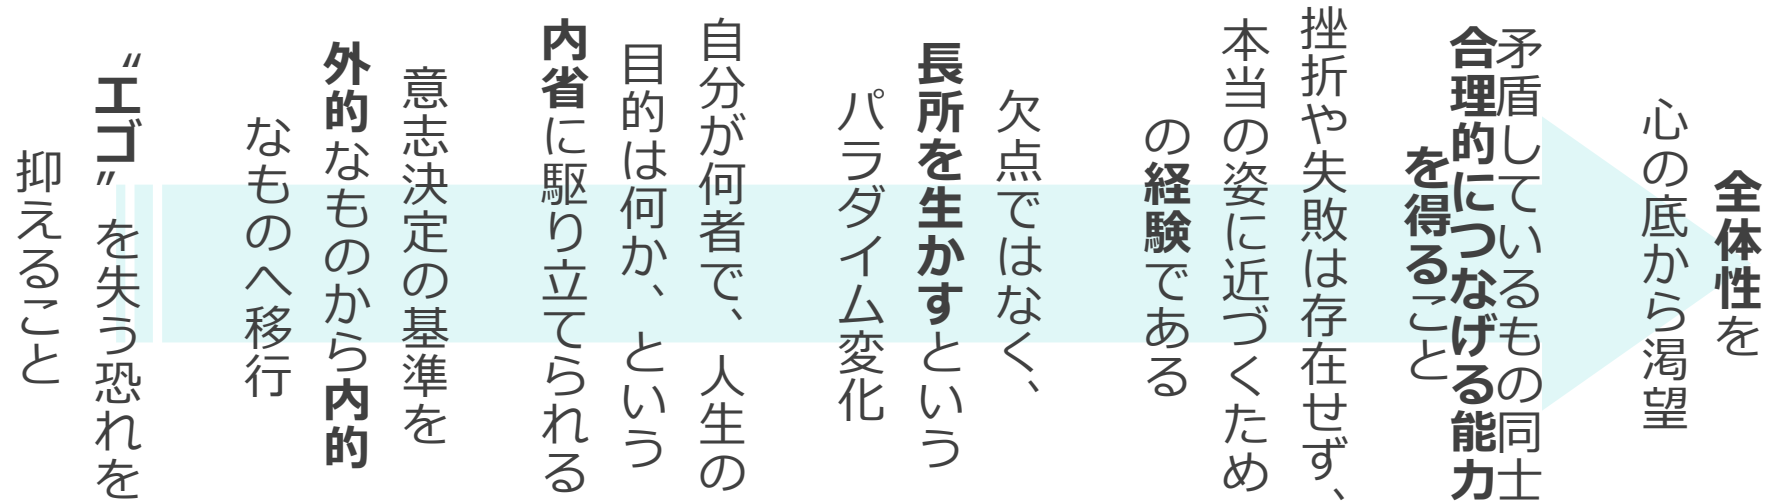 “エゴ”を失う恐れを
抑えること
意志決定の基準を
外的なものから内的
なものへ移行
自分が何者で、人生の
目的は何か、という
内省に駆り立てられる
欠点ではなく、
長所を生かすという
パラダイム変化
挫折や失敗は存在せず、
本当の姿に近づくため
の経験である
矛盾しているもの同士
合理的につなげる能力
を得ること
全体性を
心の底から渇望